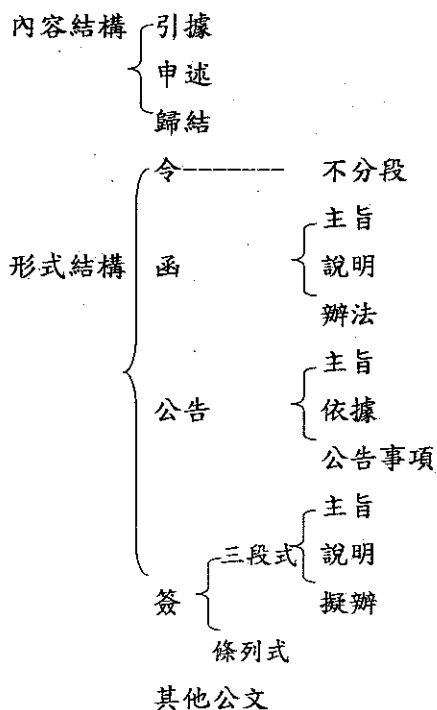 內容結構 引據
申述
歸結
令-------- 不分段
主旨
形式結構 函 說明
辦法
主旨
公告 依據
公告事項
主旨
三段式 說明
簽 擬辦
條列式
其他公文